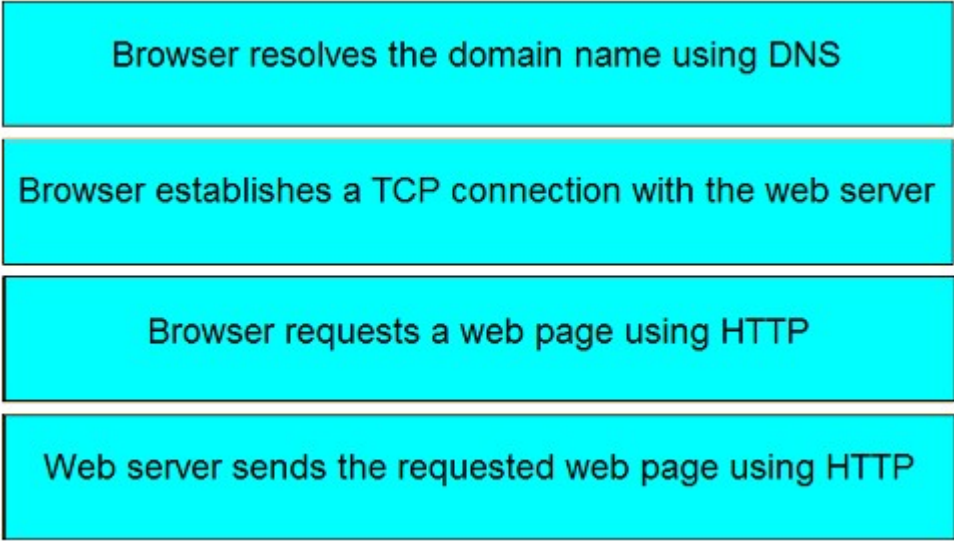 Browser resolves the domain name using DNS
Browser establishes a TCP connection with the web server
Browser requests a web page using HTTP
Web server sends the requested web page using HTTP